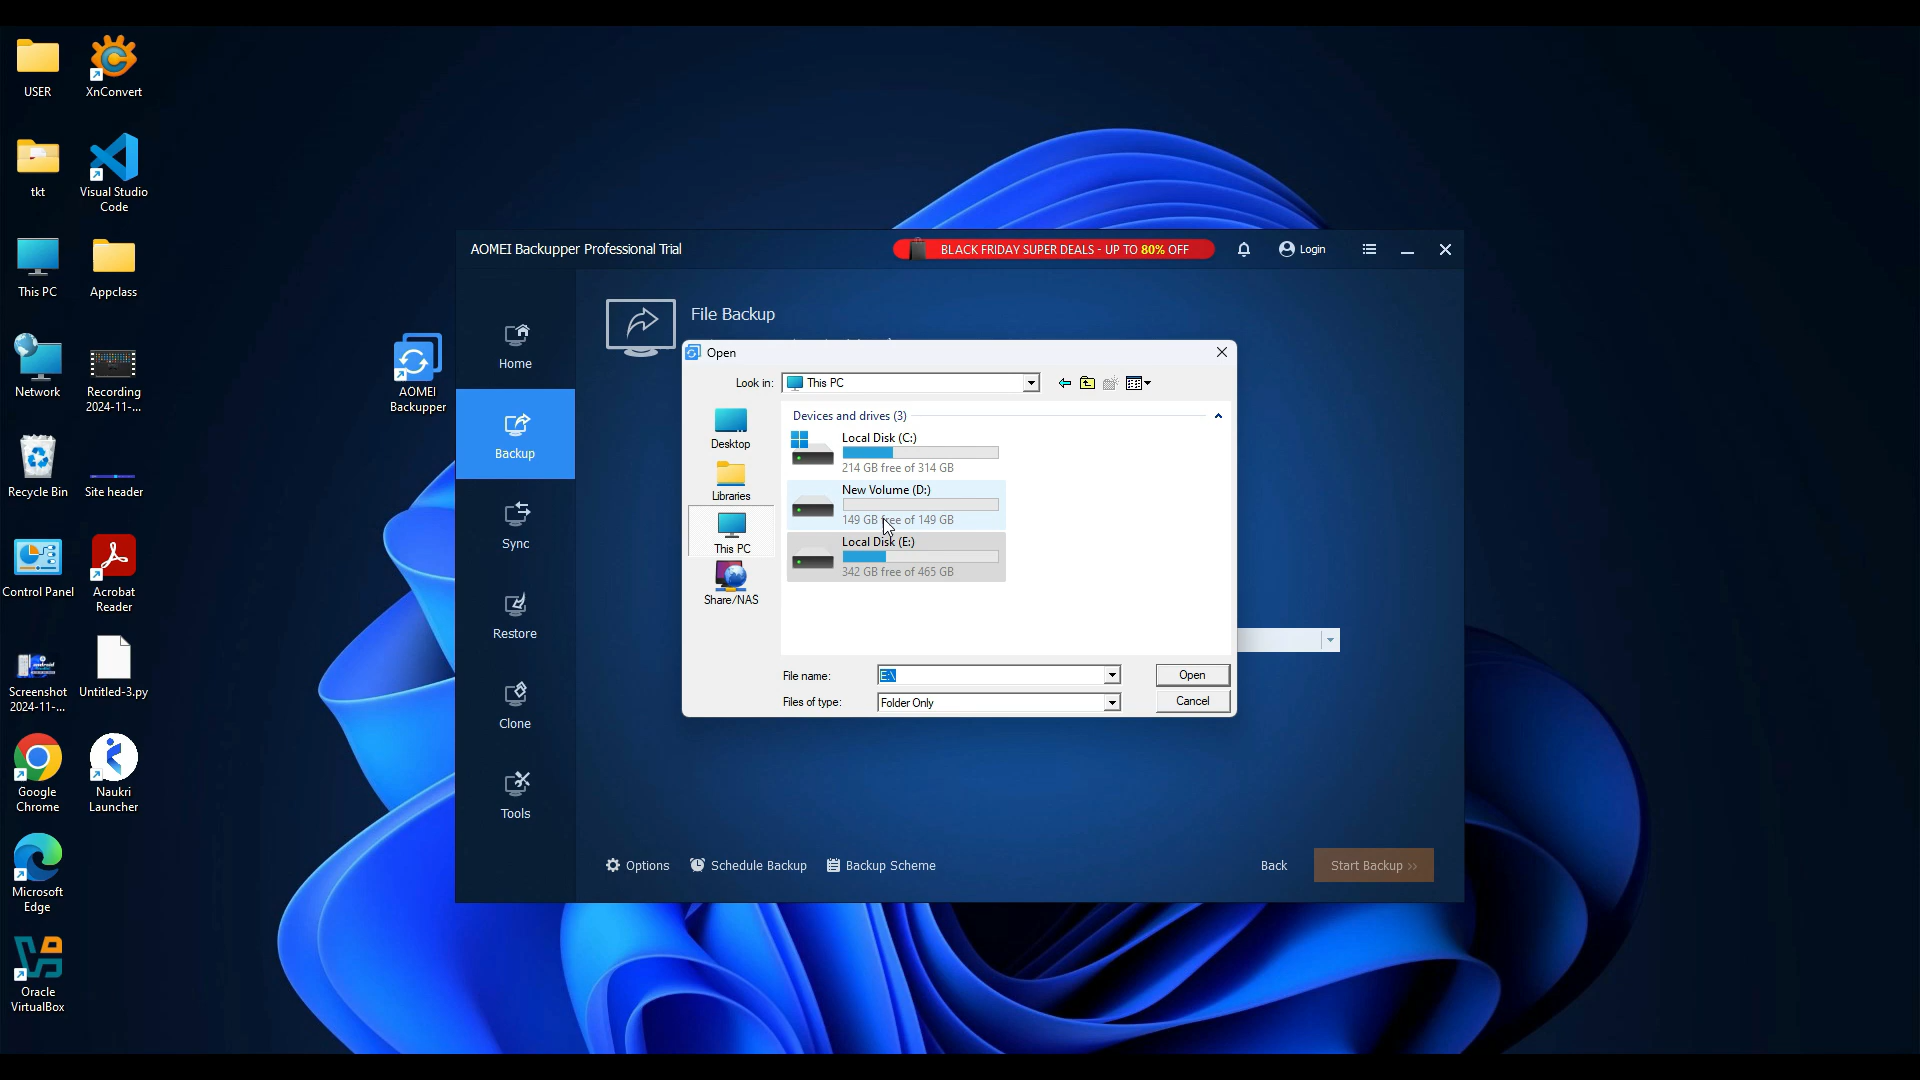 USER
XnConvert
tkt
Visual Studio
Code
This PC
Appclass
Network
Recording
2024-11-...
Recycle Bin
Site header
Control Panel
Acrobat
Reader
Screenshot
2024-11-...
Untitled-3.py
Google
Chrome
Naukri
Launcher
Microsoft
Edge
Oracle
VirtualBox
AOMEI
Backupper
AOMEI Backupper Professional Trial
BLACK FRIDAY SUPER DEALS - UP TO 80% OFF
Login
Home
Backup
Sync
Restore
Clone
Tools
File Backup
Open
Look in:
This PC
Desktop
Libraries
This PC
Share/NAS
Devices and drives (3)
Local Disk (C:)
214 GB free of 314 GB
New Volume (D:)
149 GB free of 149 GB
Local Disk (E:)
342 GB free of 465 GB
File name:
E:\
Open
Files of type:
Folder Only
Cancel
Options
Schedule Backup
Backup Scheme
Back
Start Backup >>